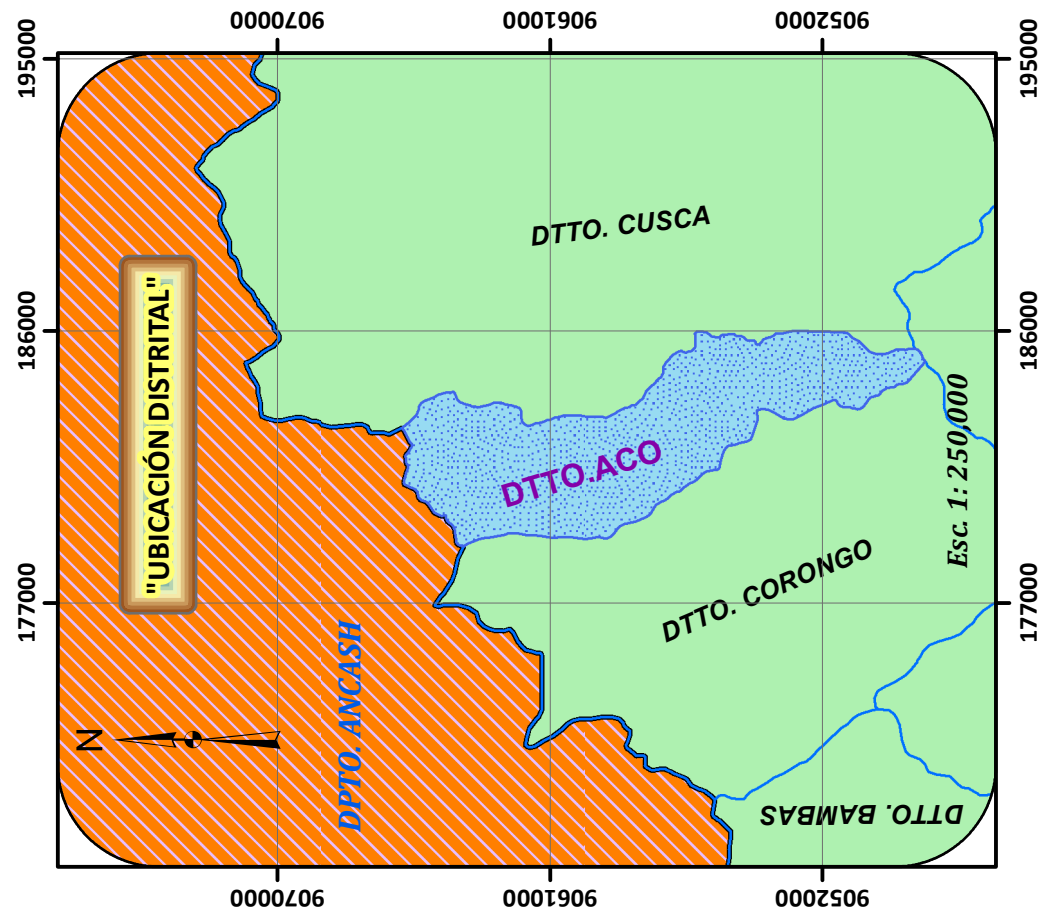 "UBICACIÓN DISTRITAL"
N
DPTO. ANCASH
DTTO. CUSCA
DTTO.ACO
DTTO. CORONGO
DTTO. BAMBAS
Esc. 1: 250,000
177000
186000
195000
177000
186000
195000
9070000
9061000
9052000
9070000
9061000
9052000